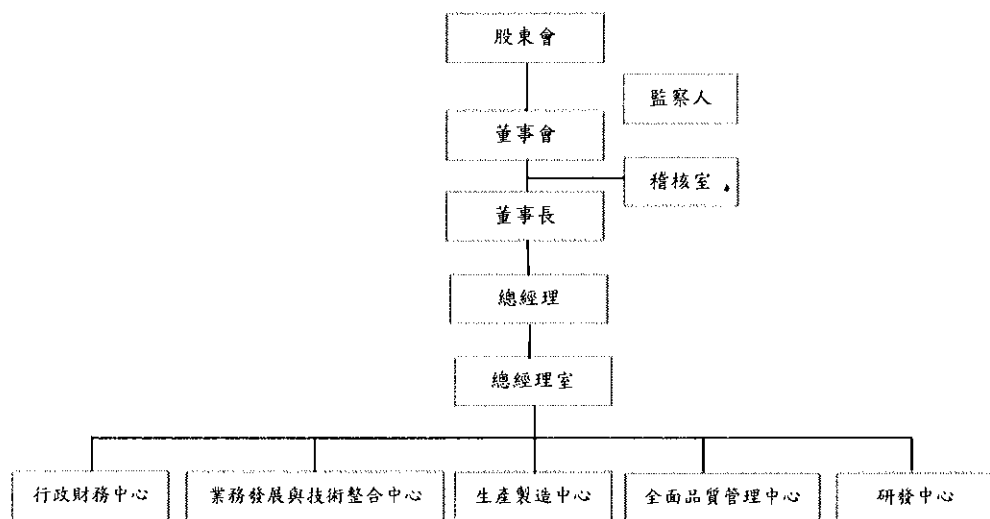 股東會
監察人
董事會
稽核室
董事長
總經理
總經理室
行政財務中心
業務發展與技術整合中心
生產製造中心
全面品質管理中心
研發中心